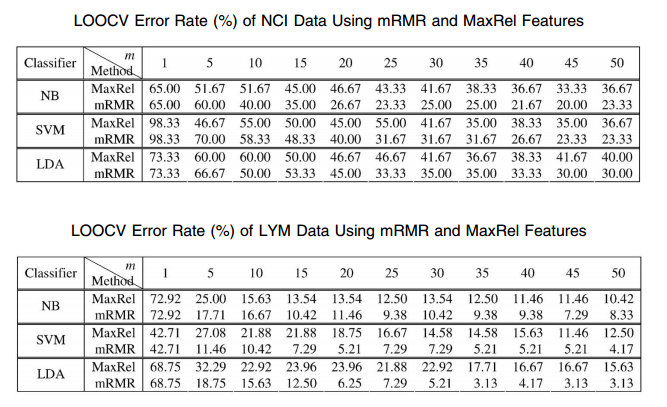 LOOCV Error Rate (%) of NCI Data Using mRMR and MaxRel Features
Classifier m Method 1 5 10 15 20 25 30 35 40 45 50
NB MaxRel 65.00 51.67 51.67 45.00 46.67 43.33 41.67 38.33 36.67 33.33 36.67
mRMR 65.00 60.00 40.00 35.00 26.67 23.33 25.00 25.00 21.67 20.00 23.33
SVM MaxRel 98.33 46.67 55.00 50.00 45.00 55.00 41.67 35.00 38.33 35.00 36.67
mRMR 98.33 70.00 58.33 48.33 40.00 31.67 31.67 31.67 26.67 23.33 23.33
LDA MaxRel 73.33 60.00 60.00 50.00 46.67 46.67 41.67 36.67 38.33 41.67 40.00
mRMR 73.33 66.67 50.00 53.33 45.00 33.33 35.00 35.00 33.33 30.00 30.00
LOOCV Error Rate (%) of LYM Data Using mRMR and MaxRel Features
Classifier m Method 1 5 10 15 20 25 30 35 40 45 50
NB MaxRel 72.92 25.00 15.63 13.54 13.54 12.50 13.54 12.50 11.46 11.46 10.42
mRMR 72.92 17.71 16.67 10.42 11.46 9.38 10.42 9.38 9.38 7.29 8.33
SVM MaxRel 42.71 27.08 21.88 21.88 18.75 16.67 14.58 14.58 15.63 11.46 12.50
mRMR 42.71 11.46 10.42 7.29 5.21 7.29 7.29 5.21 5.21 5.21 4.17
LDA MaxRel 68.75 32.29 22.92 23.96 23.96 21.88 22.92 17.71 16.67 16.67 15.63
mRMR 68.75 18.75 15.63 12.50 6.25 7.29 5.21 3.13 4.17 3.13 3.13